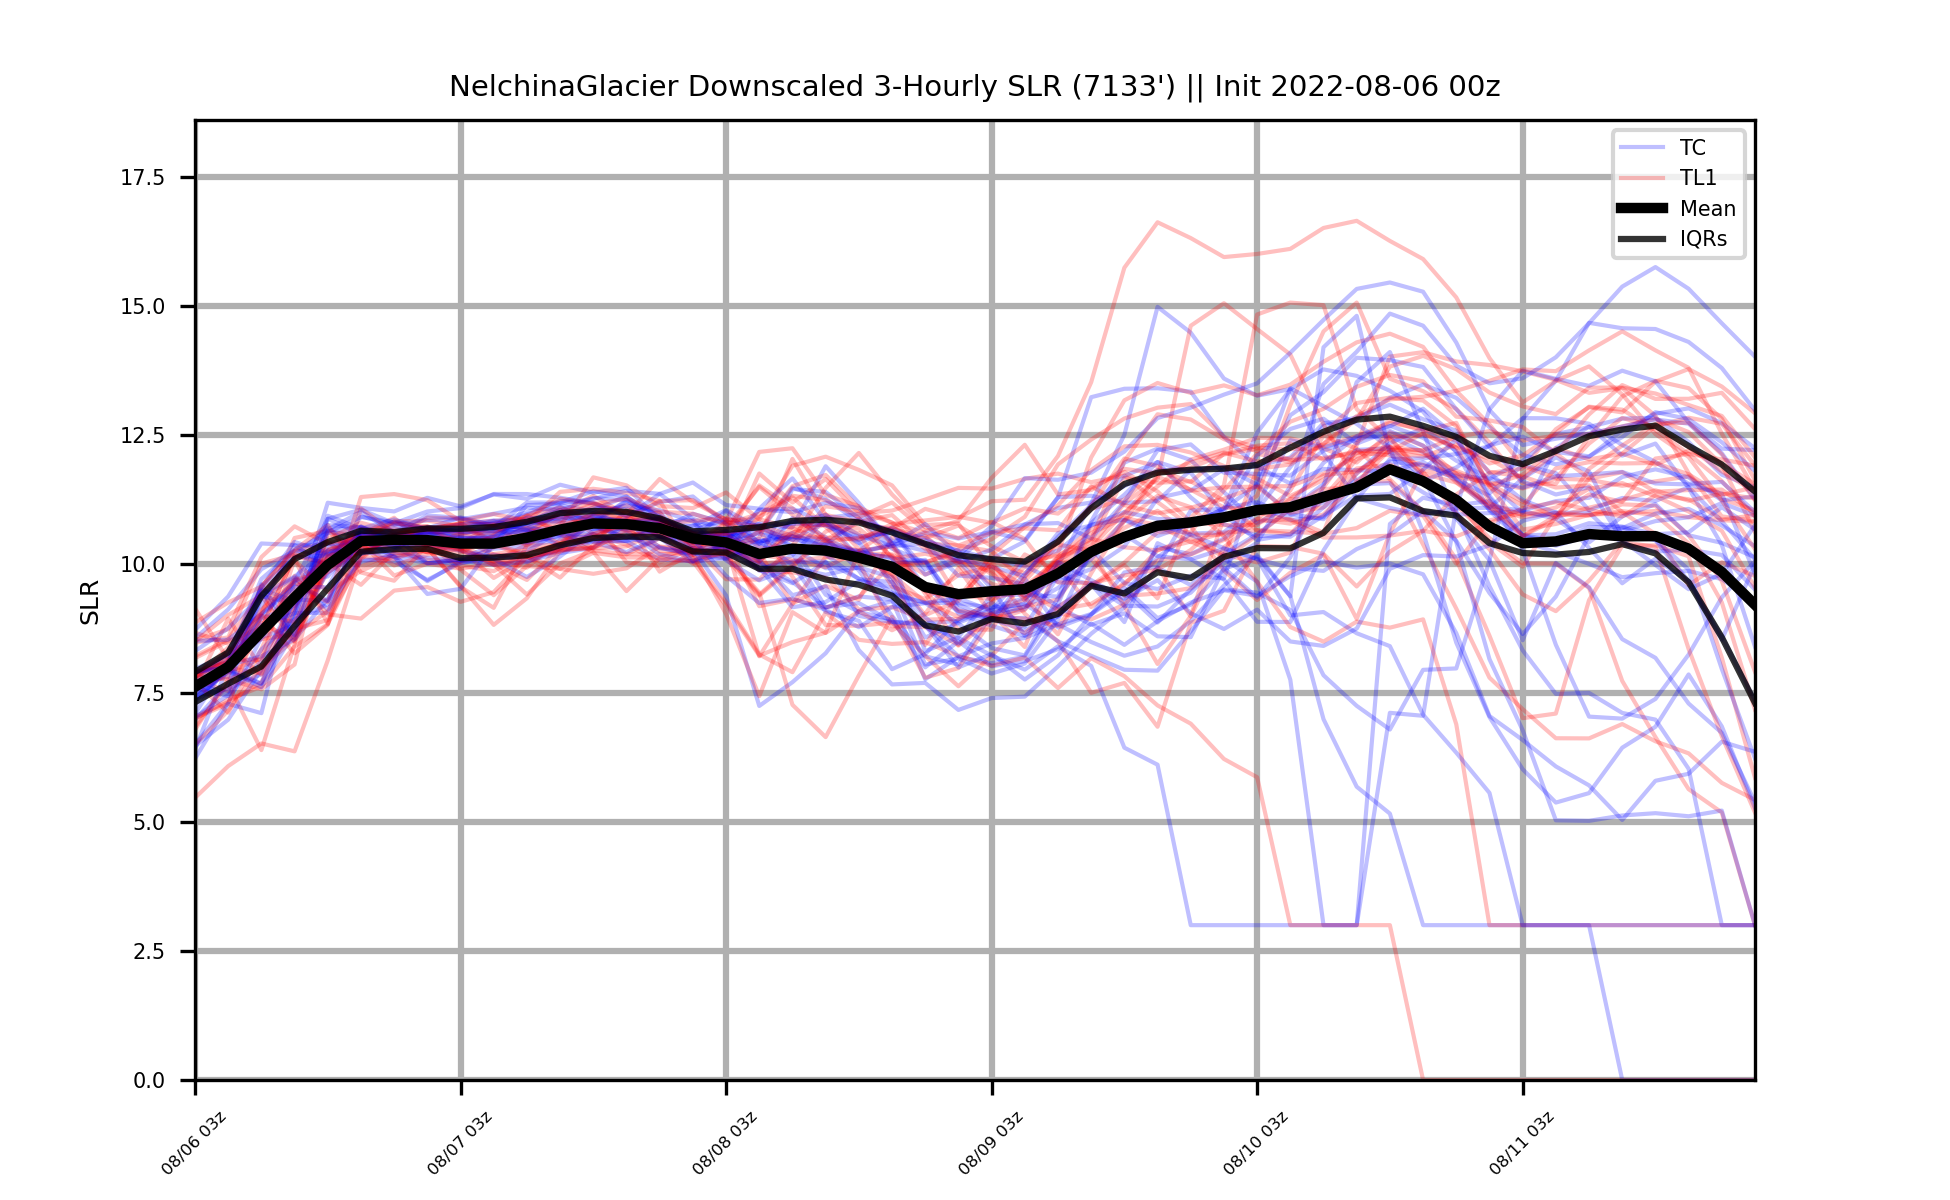 NelchinaGlacier Downscaled 3-Hourly SLR (7133') || Init 2022-08-06 00z
TC
TL1
Mean
IQRs
17.5
15.0
12.5
10.0
7.5
5.0
2.5
0.0
SLR
08/06 03z
08/07 03z
08/08 03z
08/09 03z
08/10 03z
08/11 03z